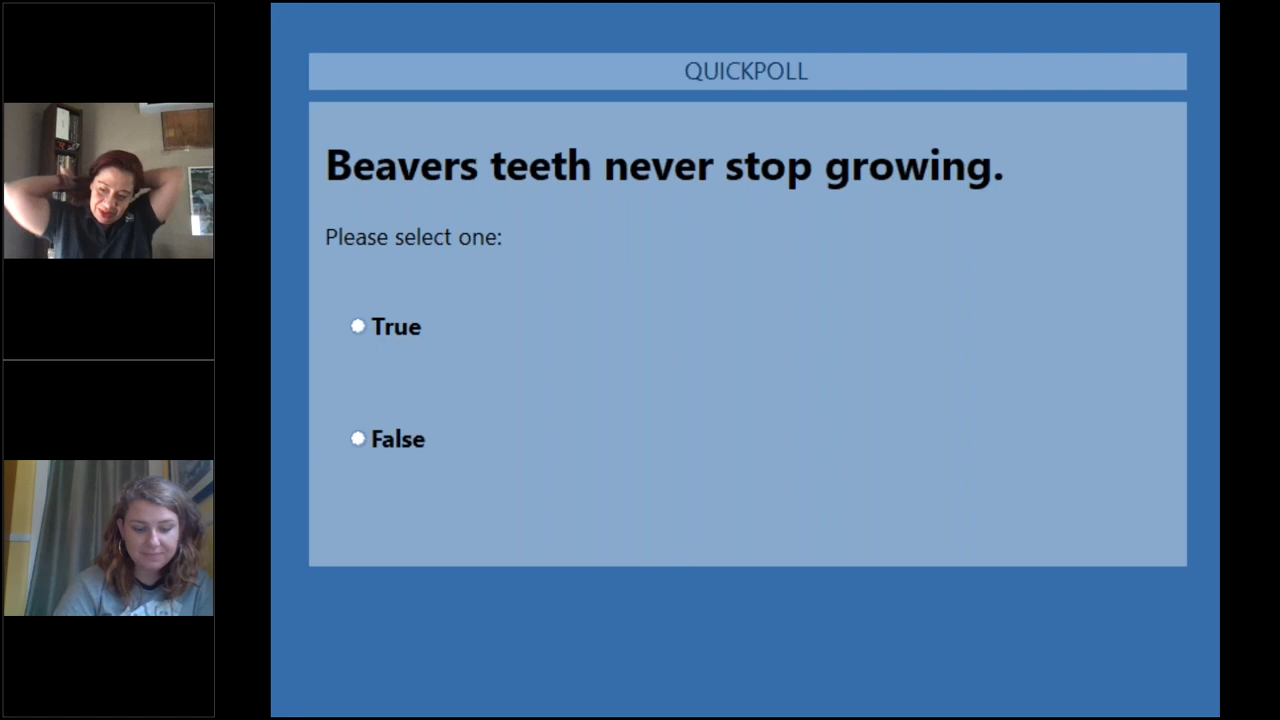 QUICKPOLL
Beavers teeth never stop growing.
Please select one:
True
False